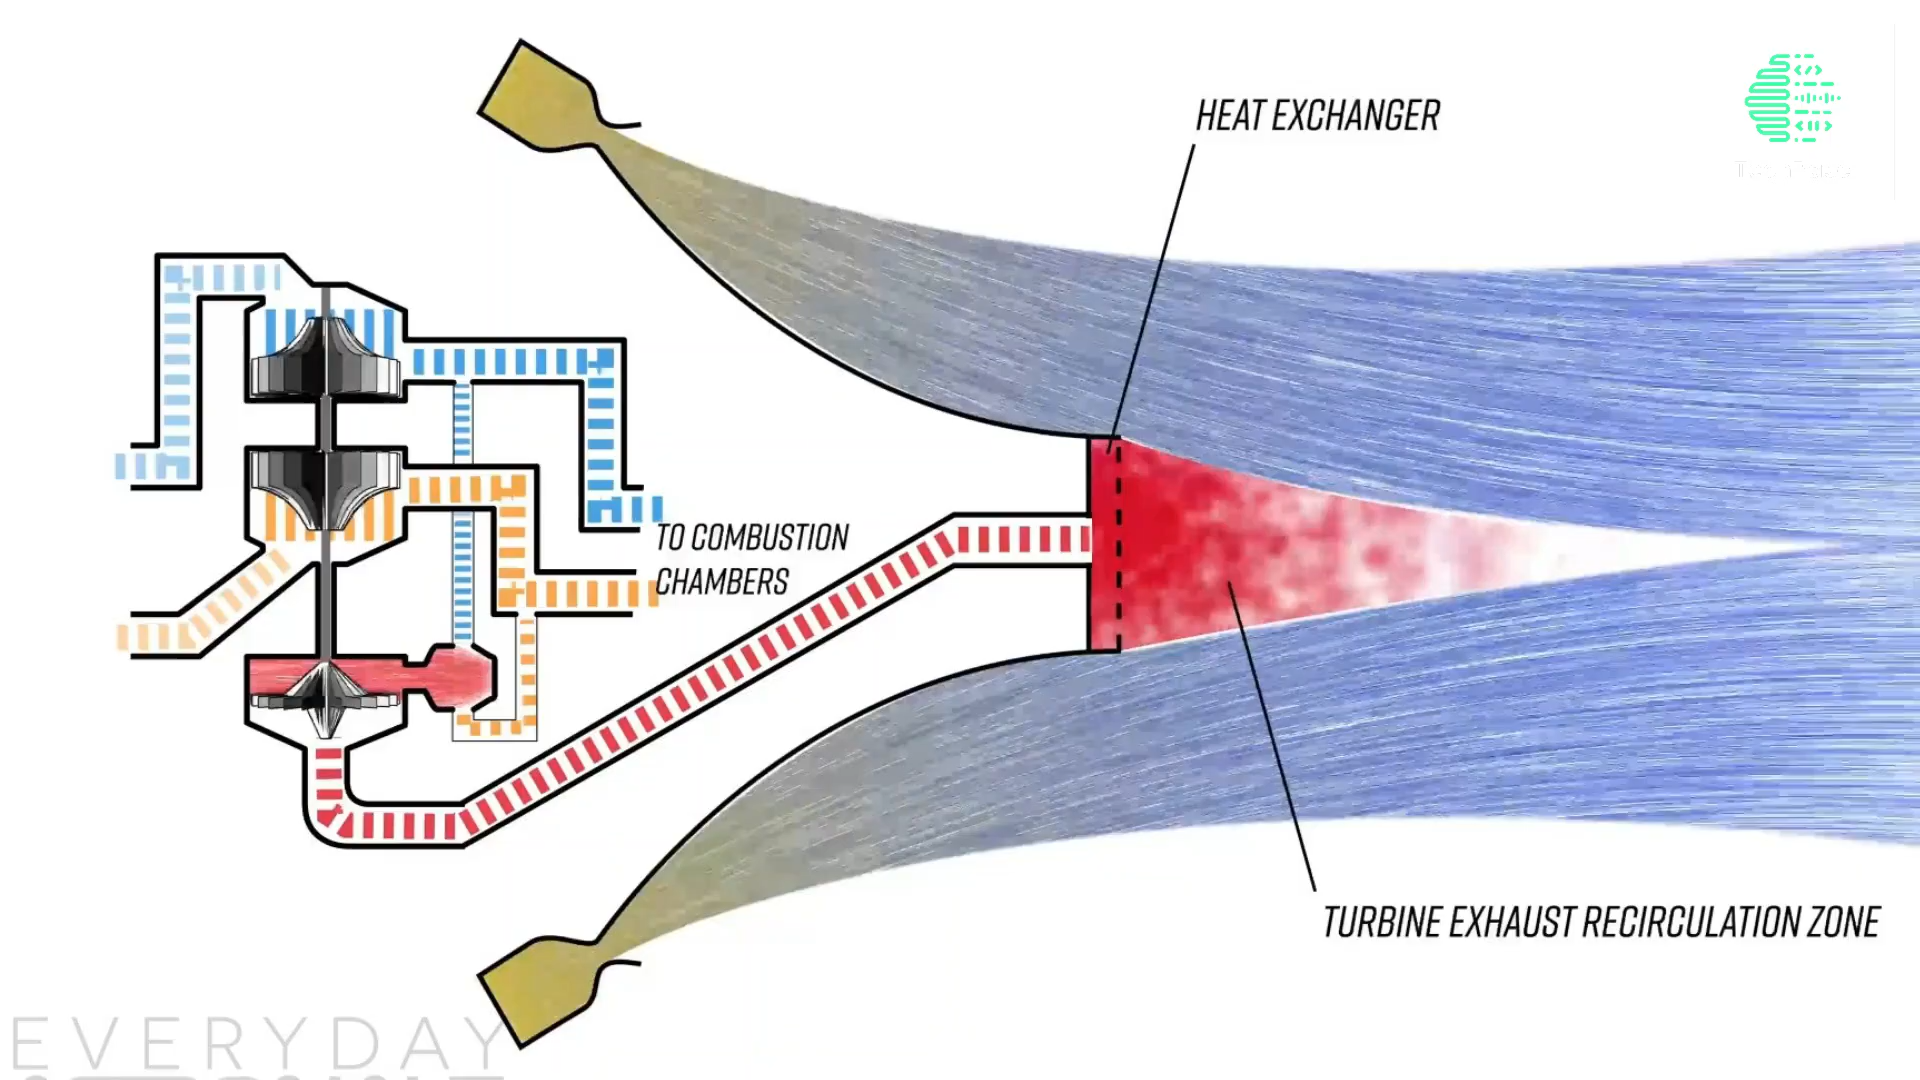 HEAT EXCHANGER
TO COMBUSTION
CHAMBERS
TURBINE EXHAUST RECIRCULATION ZONE
EVERYDAY